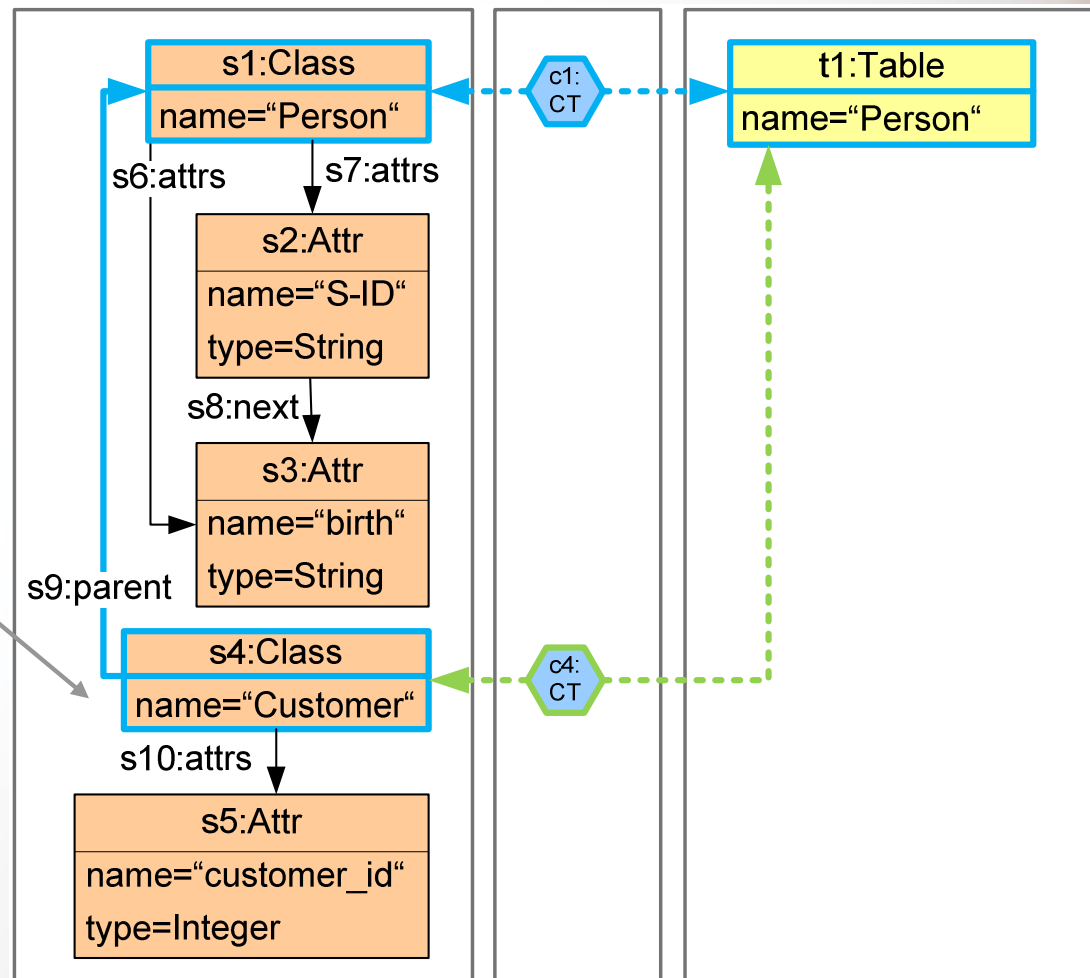 s1:Class
name=“Person“
c1:
CT
t1:Table
name=“Person“
s6:attrs
s7:attrs
s2:Attr
name=“S-ID“
type=String
s8:next
s3:Attr
name=“birth“
type=String
s9:parent
s4:Class
name=“Customer“
c4:
CT
s10:attrs
s5:Attr
name=“customer_id“
type=Integer